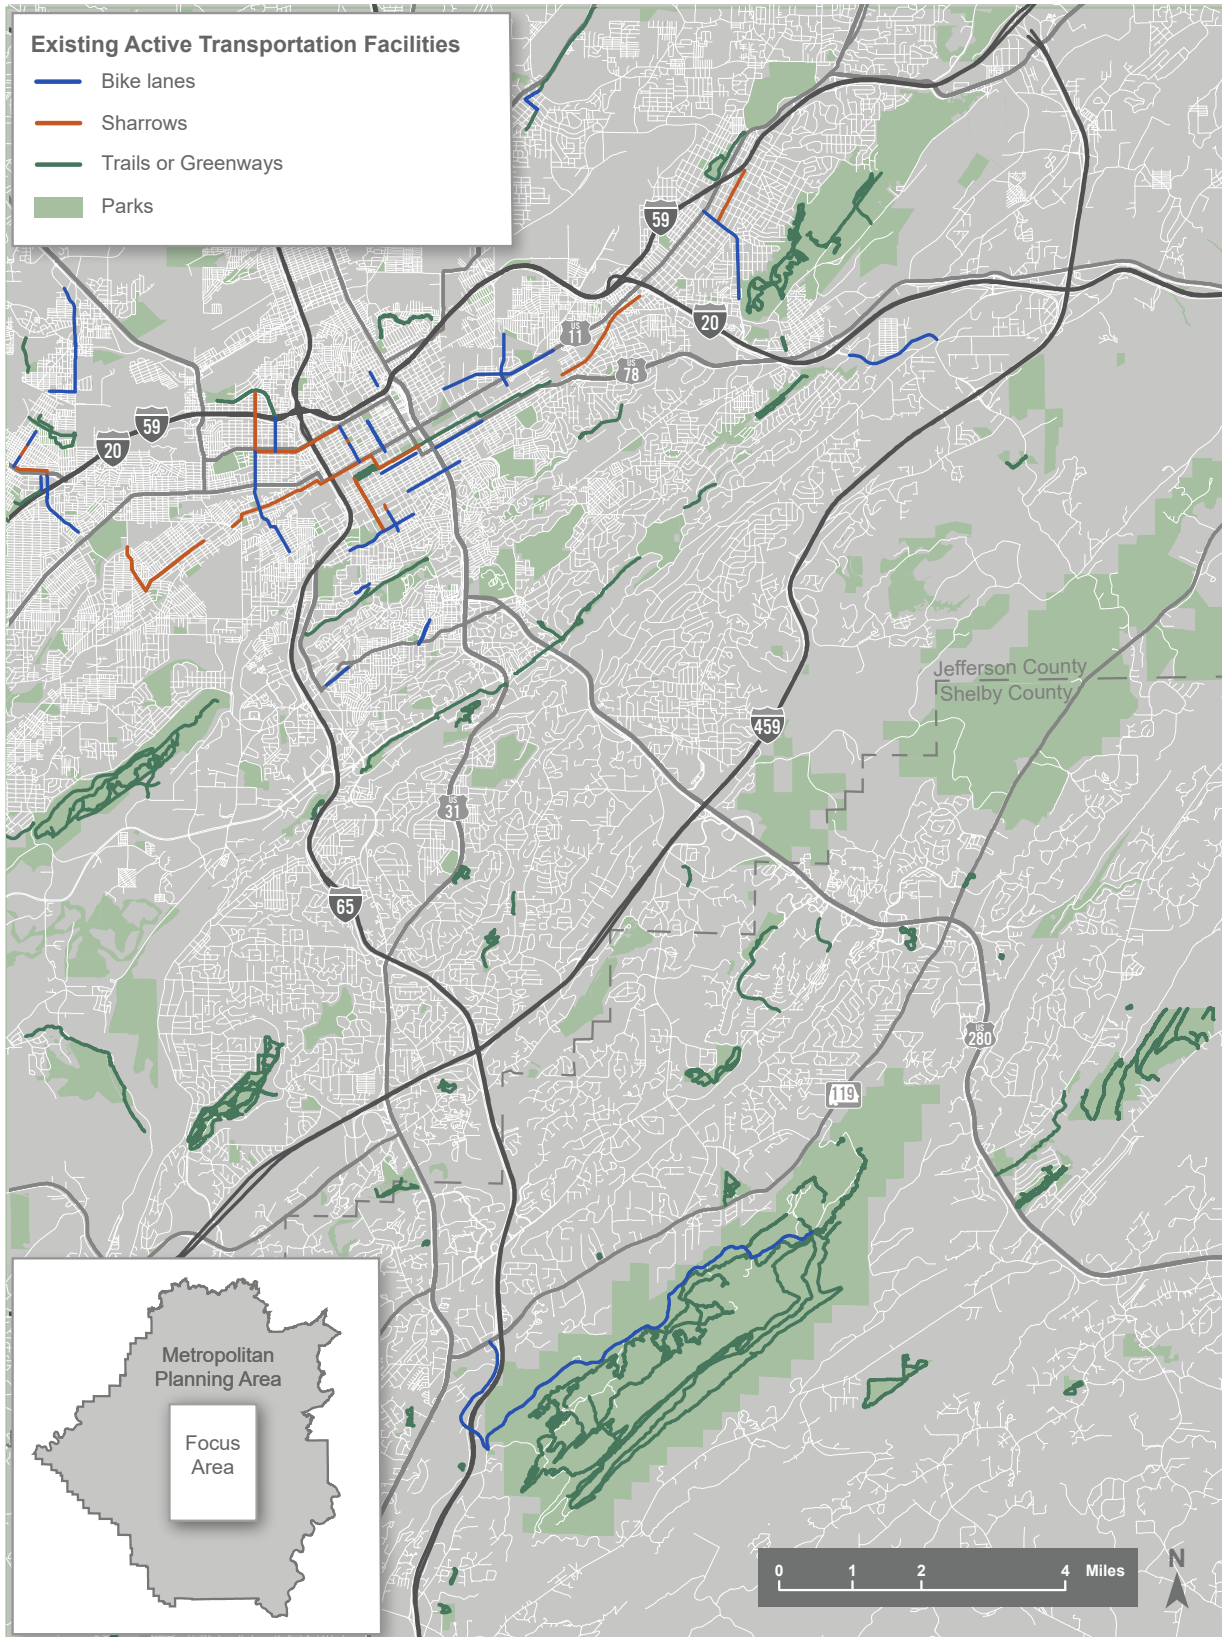 Existing Active Transportation Facilities
Bike lanes
Sharrows
Trails or Greenways
Parks
59
20
US
11
US
78
59
20
Jefferson County
Shelby County
459
US
31
65
US
280
119
Metropolitan
Planning Area
Focus
Area
0 1 2 4 Miles
N